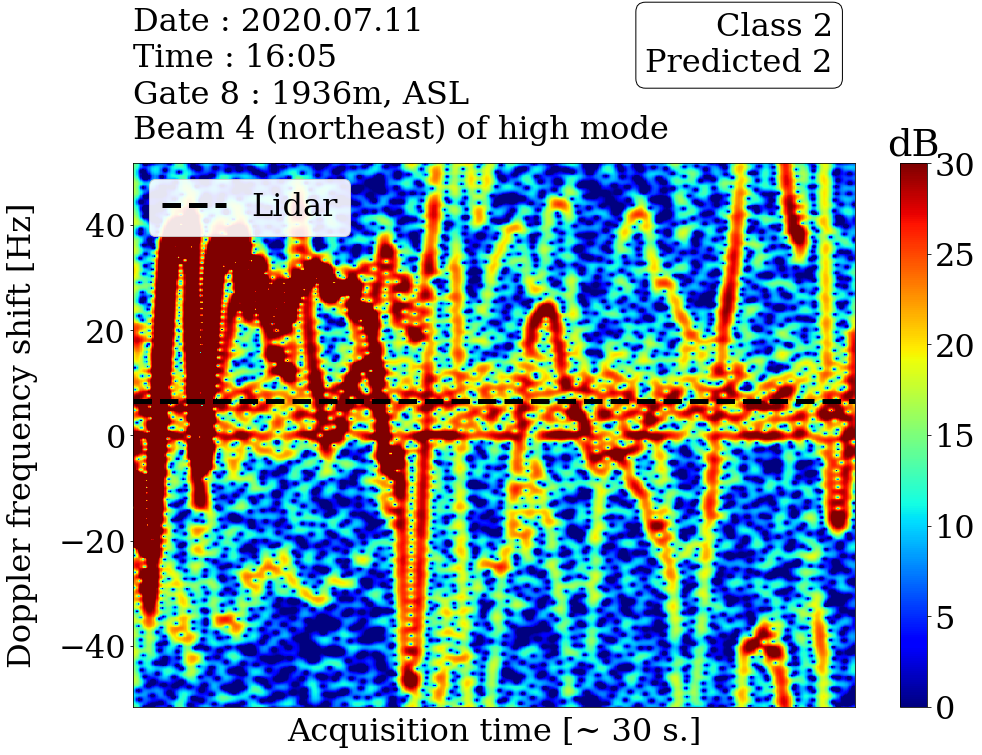 Date : 2020.07.11
Time : 16:05
Gate 8 : 1936m, ASL
Beam 4 (northeast) of high mode
Class 2
Predicted 2
dB
30
25
20
15
10
5
0
Lidar
Doppler frequency shift [Hz]
40
20
0
−20
−40
Acquisition time [~ 30 s.]